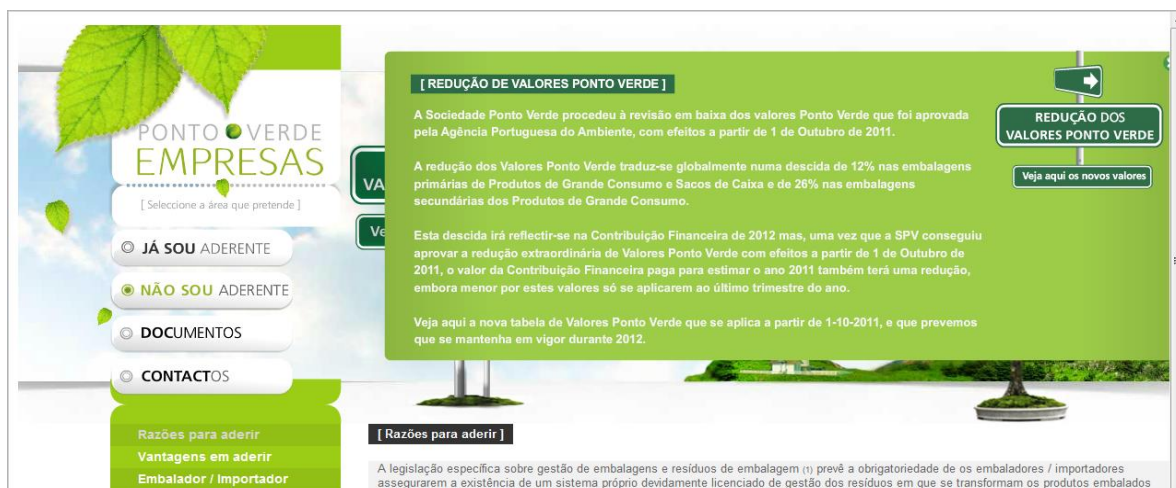 PONTO VERDE
EMPRESAS
[ Seleccione a área que pretende ]
JÁ SOU ADERENTE
NÃO SOU ADERENTE
DOCUMENTOS
CONTACTOS
Razões para aderir
Vantagens em aderir
Embalador / Importador
VA
Ve
[ REDUÇÃO DE VALORES PONTO VERDE ]
A Sociedade Ponto Verde procedeu à revisão em baixa dos valores Ponto Verde que foi aprovada
pela Agência Portuguesa do Ambiente, com efeitos a partir de 1 de Outubro de 2011.
A redução dos Valores Ponto Verde traduz-se globalmente numa descida de 12% nas embalagens
primárias de Produtos de Grande Consumo e Sacos de Caixa e de 26% nas embalagens
secundárias dos Produtos de Grande Consumo.
Esta descida irá reflectir-se na Contribuição Financeira de 2012 mas, uma vez que a SPV conseguiu
aprovar a redução extraordinária de Valores Ponto Verde com efeitos a partir de 1 de Outubro de
2011, o valor da Contribuição Financeira paga para estimar o ano 2011 também terá uma redução,
embora menor por estes valores só se aplicarem ao último trimestre do ano.
Veja aqui a nova tabela de Valores Ponto Verde que se aplica a partir de 1-10-2011, e que prevemos
que se mantenha em vigor durante 2012.
REDUÇÃO DOS
VALORES PONTO VERDE
Veja aqui os novos valores
[ Razões para aderir ]
A legislação específica sobre gestão de embalagens e resíduos de embalagem (1) prevê a obrigatoriedade de os embaladores / importadores
assegurarem a existência de um sistema próprio devidamente licenciado de gestão dos resíduos em que se transformam os produtos embalados